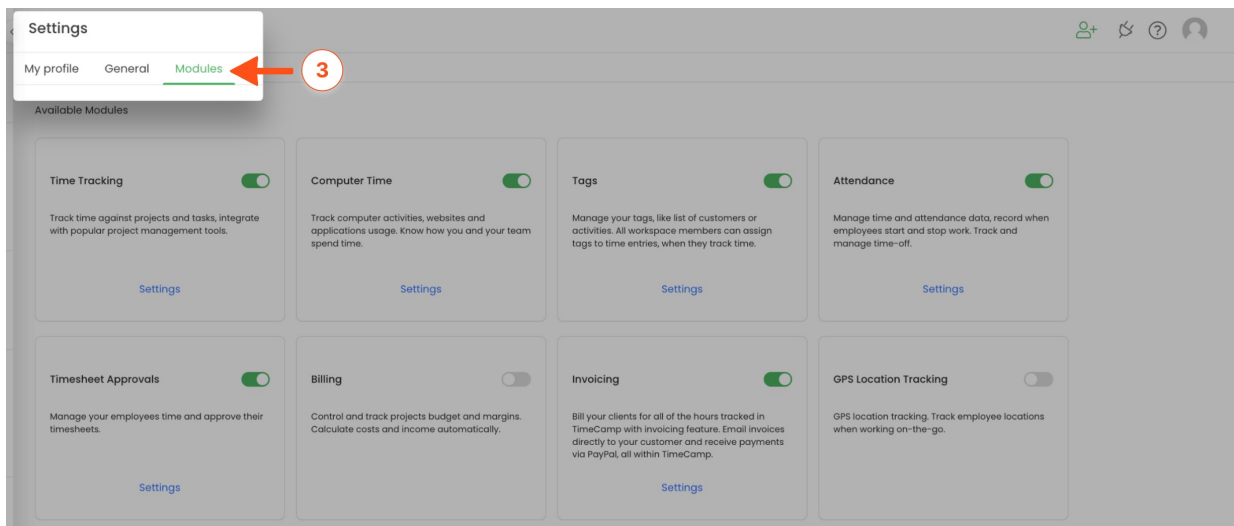 Settings
My profile General Modules
3
Available Modules
Time Tracking
Track time against projects and tasks, integrate
with popular project management tools.
Settings
Computer Time
Track computer activities, websites and
applications usage. Know how you and your team
spend time.
Settings
Tags
Manage your tags, like list of customers or
activities. All workspace members can assign
tags to time entries, when they track time.
Settings
Attendance
Manage time and attendance data, record when
employees start and stop work. Track and
manage time-off.
Settings
Timesheet Approvals
Manage your employees time and approve their
timesheets.
Settings
Billing
Control and track projects budget and margins.
Calculate costs and income automatically.
Invoicing
Bill your clients for all of the hours tracked in
TimeCamp with invoicing feature. Email invoices
directly to your customer and receive payments
via PayPal, all within TimeCamp.
Settings
GPS Location Tracking
GPS location tracking. Track employee locations
when working on-the-go.